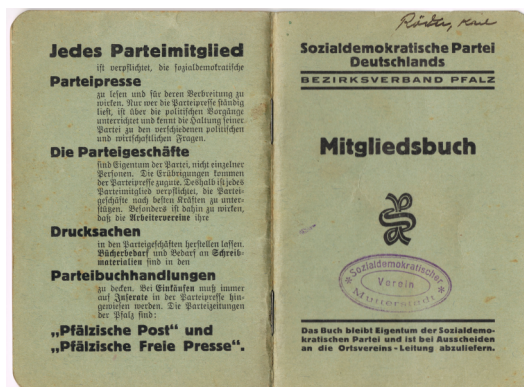 Jedes Parteimitglied
ist verpflichtet, die sozialdemokratische
Parteipresse
zu lesen und für deren Verbreitung zu
wirken. Nur wer die Parteipresse ständig
liest, ist über die politischen Vorgänge
unterrichtet und kennt die Haltung seiner
Partei zu den verschiedenen politischen
und wirtschaftlichen Fragen.
Die Parteigeschäfte
sind Eigentum der Partei, nicht einzelner
Personen. Die Erübrigungen kommen
der Parteipresse zugute. Deshalb ist jedes
Parteimitglied verpflichtet, die Partei-
geschäfte nach besten Kräften zu unter-
stützen. Besonders ist dahin zu wirken,
daß die Arbeitervereine ihre
Drucksachen
in den Parteigeschäften herstellen lassen.
Bücherbedarf und Bedarf an Schreib-
materialien sind in den
Parteibuchhandlungen
zu decken. Bei Einkäufen muß immer
auf Inserate in der Parteipresse hin-
gewiesen werden. Die Parteizeitungen
der Pfalz sind:
„Pfälzische Post“ und
„Pfälzische Freie Presse“.
Karl
Sozialdemokratische Partei
Deutschlands
BEZIRKSVERBAND PFALZ
Mitgliedsbuch
Sozialdemokratischer
Verein
Mutterstadt
Das Buch bleibt Eigentum der Sozialdemo-
kratischen Partei und ist bei Ausscheiden
an die Ortsvereins-Leitung abzuliefern.